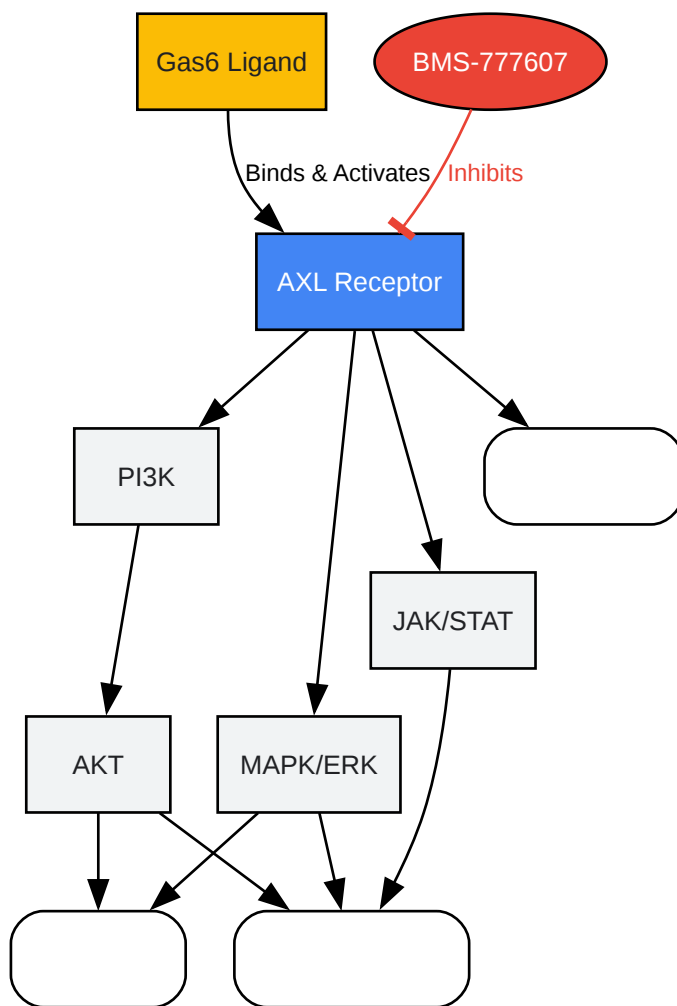 Gas6 Ligand
BMS-777607
Binds & Activates
Inhibits
AXL Receptor
PI3K
JAK/STAT
AKT
MAPK/ERK